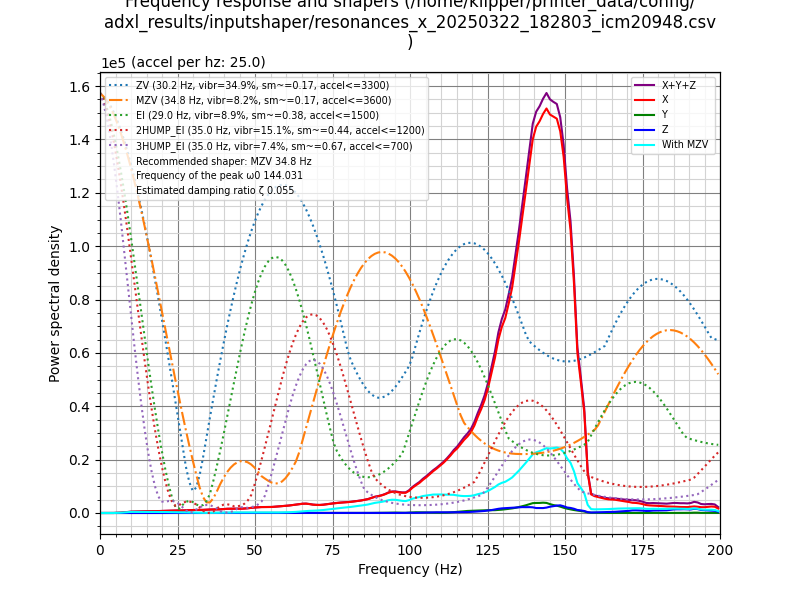 Frequency response and shapers (/home/klipper/printer_data/config/
adxl_results/inputshaper/resonances_x_20250322_182803_icm20948.csv
)
1e5 (accel per hz: 25.0)
ZV (30.2 Hz, vibr=34.9%, sm~=0.17, accel<=3300)
MZV (34.8 Hz, vibr=8.2%, sm~=0.17, accel<=3600)
EI (29.0 Hz, vibr=8.9%, sm~=0.38, accel<=1500)
2HUMP_EI (35.0 Hz, vibr=15.1%, sm~=0.44, accel<=1200)
3HUMP_EI (35.0 Hz, vibr=7.4%, sm~=0.67, accel<=700)
Recommended shaper: MZV 34.8 Hz
Frequency of the peak ω0 144.031
Estimated damping ratio ζ 0.055
X+Y+Z
X
Y
Z
With MZV
1.6
1.4
1.2
1.0
0.8
0.6
0.4
0.2
0.0
Power spectral density
0
25
50
75
100
125
150
175
200
Frequency (Hz)